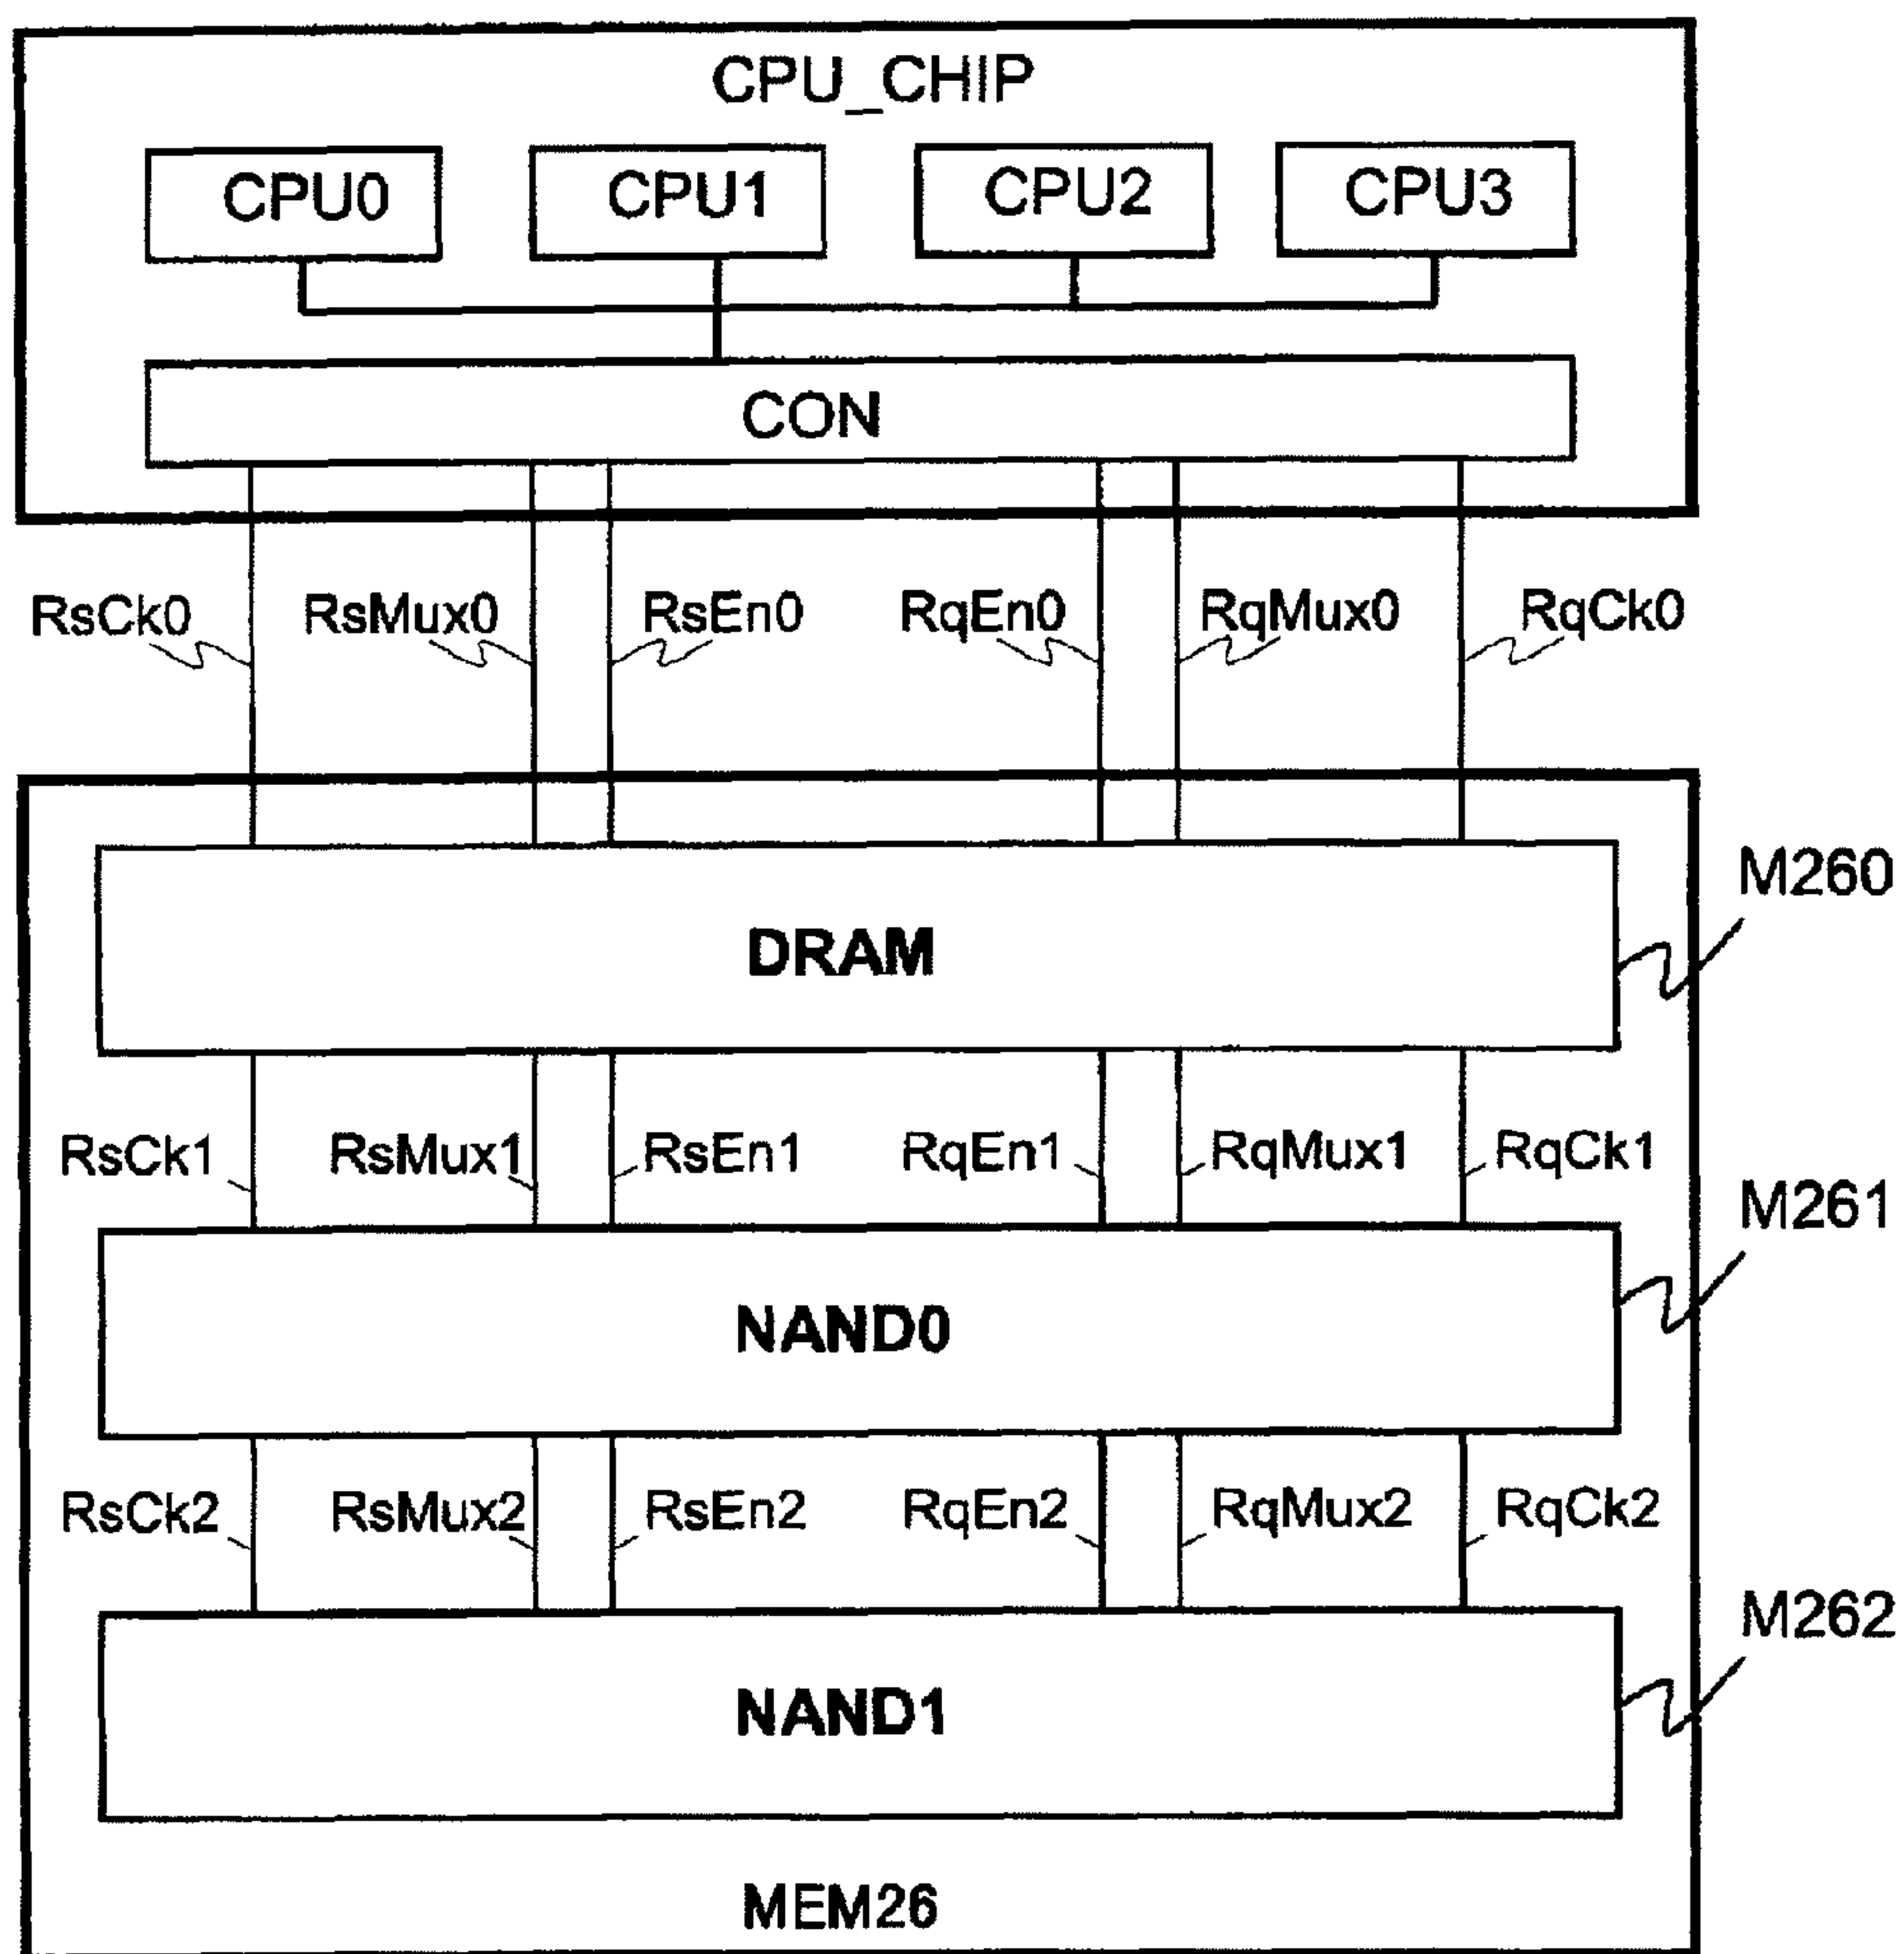 CPU_CHIP
CPU0 CPU1 CPU2 CPU3
CON
RsCk0 RsMux0 RsEn0 RqEn0 RqMux0 RqCk0
M260
DRAM
RsCk1 RsMux1 RsEn1 RqEn1 RqMux1 RqCk1
M261
NAND0
RsCk2 RsMux2 RsEn2 RqEn2 RqMux2 RqCk2
M262
NAND1
MEM26